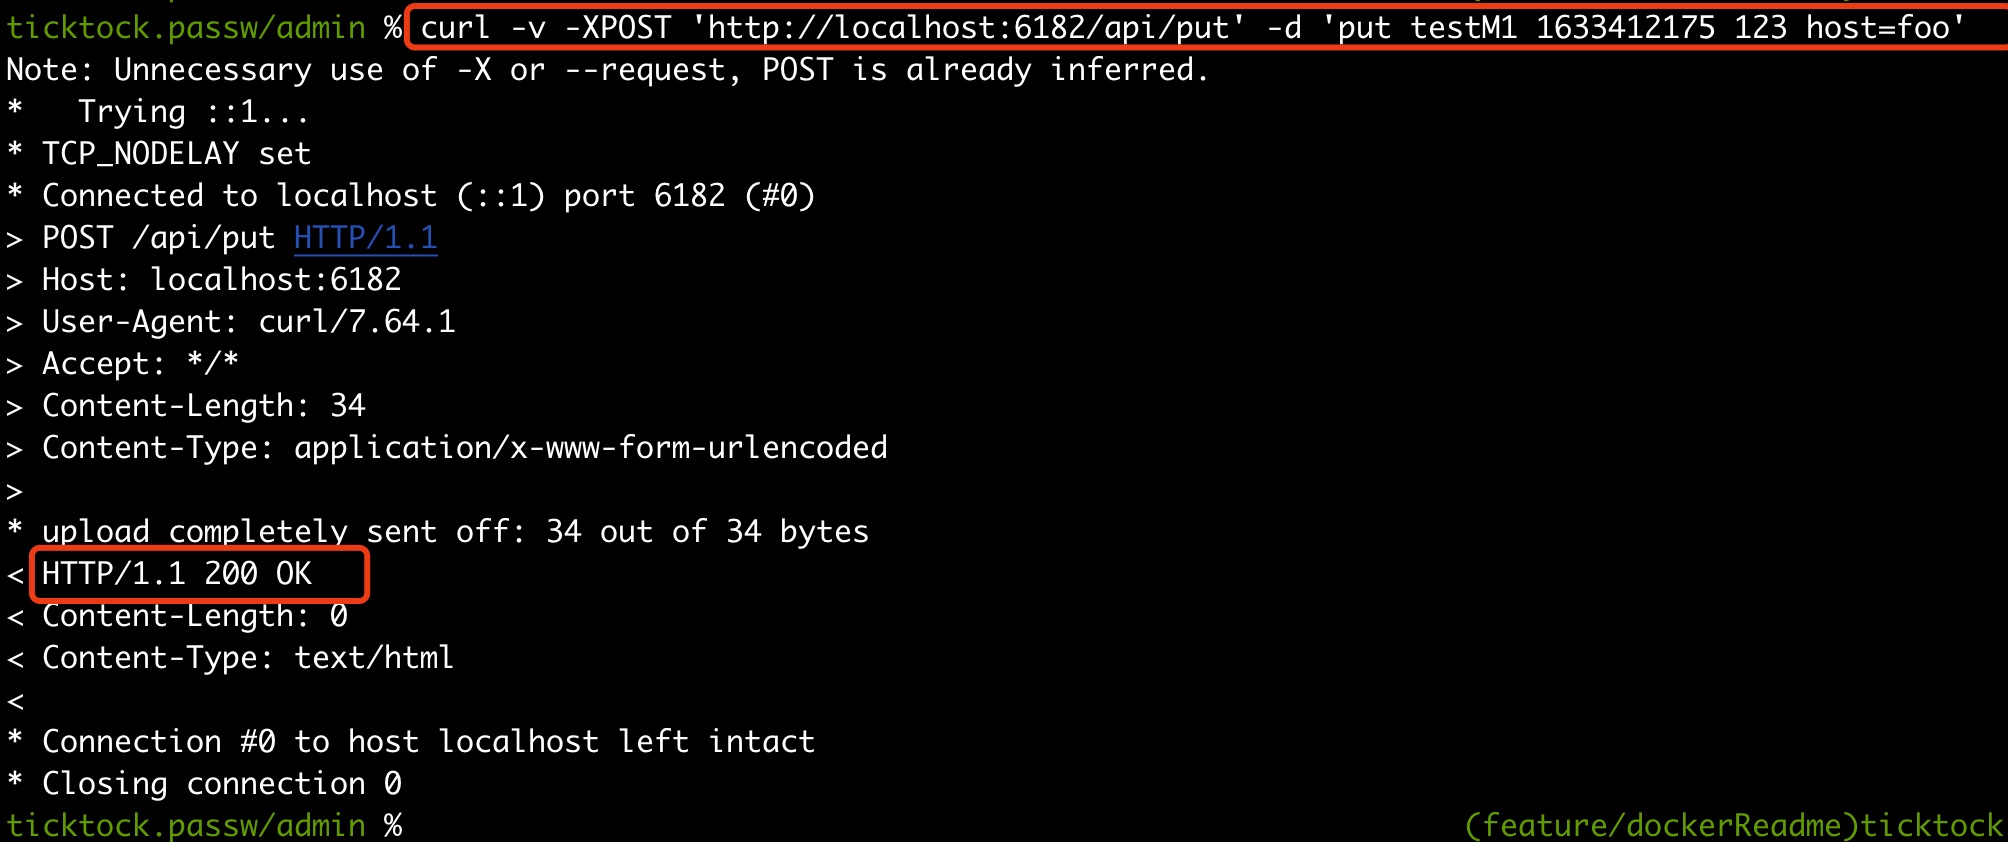 ticktock.passw/admin % curl -v -XPOST 'http://localhost:6182/api/put' -d 'put testM1 1633412175 123 host=foo'
Note: Unnecessary use of -X or --request, POST is already inferred.
*   Trying ::1...
* TCP_NODELAY set
* Connected to localhost (::1) port 6182 (#0)
> POST /api/put HTTP/1.1
> Host: localhost:6182
> User-Agent: curl/7.64.1
> Accept: */*
> Content-Length: 34
> Content-Type: application/x-www-form-urlencoded
>
* upload completely sent off: 34 out of 34 bytes
< HTTP/1.1 200 OK
< Content-Length: 0
< Content-Type: text/html
<
* Connection #0 to host localhost left intact
* Closing connection 0
ticktock.passw/admin % (feature/dockerReadme)ticktock